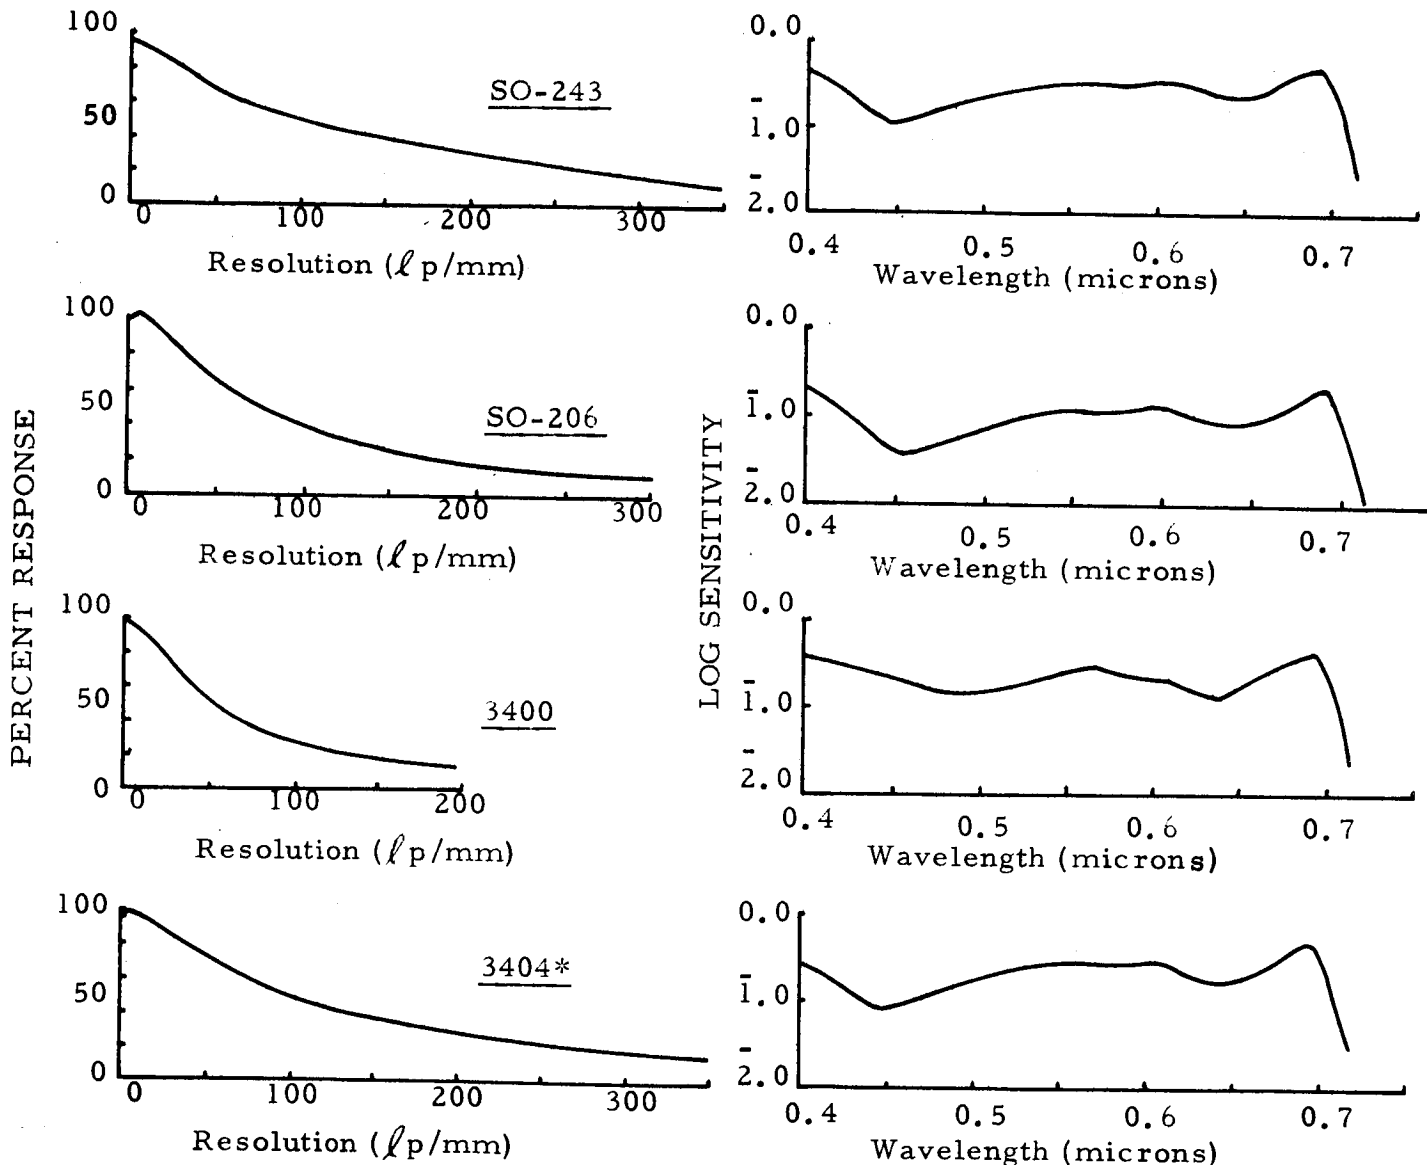 PERCENT RESPONSE
LOG SENSITIVITY
100
50
0
SO-243
0 100 200 300
Resolution (ℓp/mm)
0.0
1̄.0
2̄.0
0.4 0.5 0.6 0.7
Wavelength (microns)
100
50
0
SO-206
0 100 200 300
Resolution (ℓp/mm)
0.0
1̄.0
2̄.0
0.4 0.5 0.6 0.7
Wavelength (microns)
100
50
0
3400
0 100 200
Resolution (ℓp/mm)
0.0
1̄.0
2̄.0
0.4 0.5 0.6 0.7
Wavelength (microns)
100
50
0
3404*
0 100 200 300
Resolution (ℓp/mm)
0.0
1̄.0
2̄.0
0.4 0.5 0.6 0.7
Wavelength (microns)